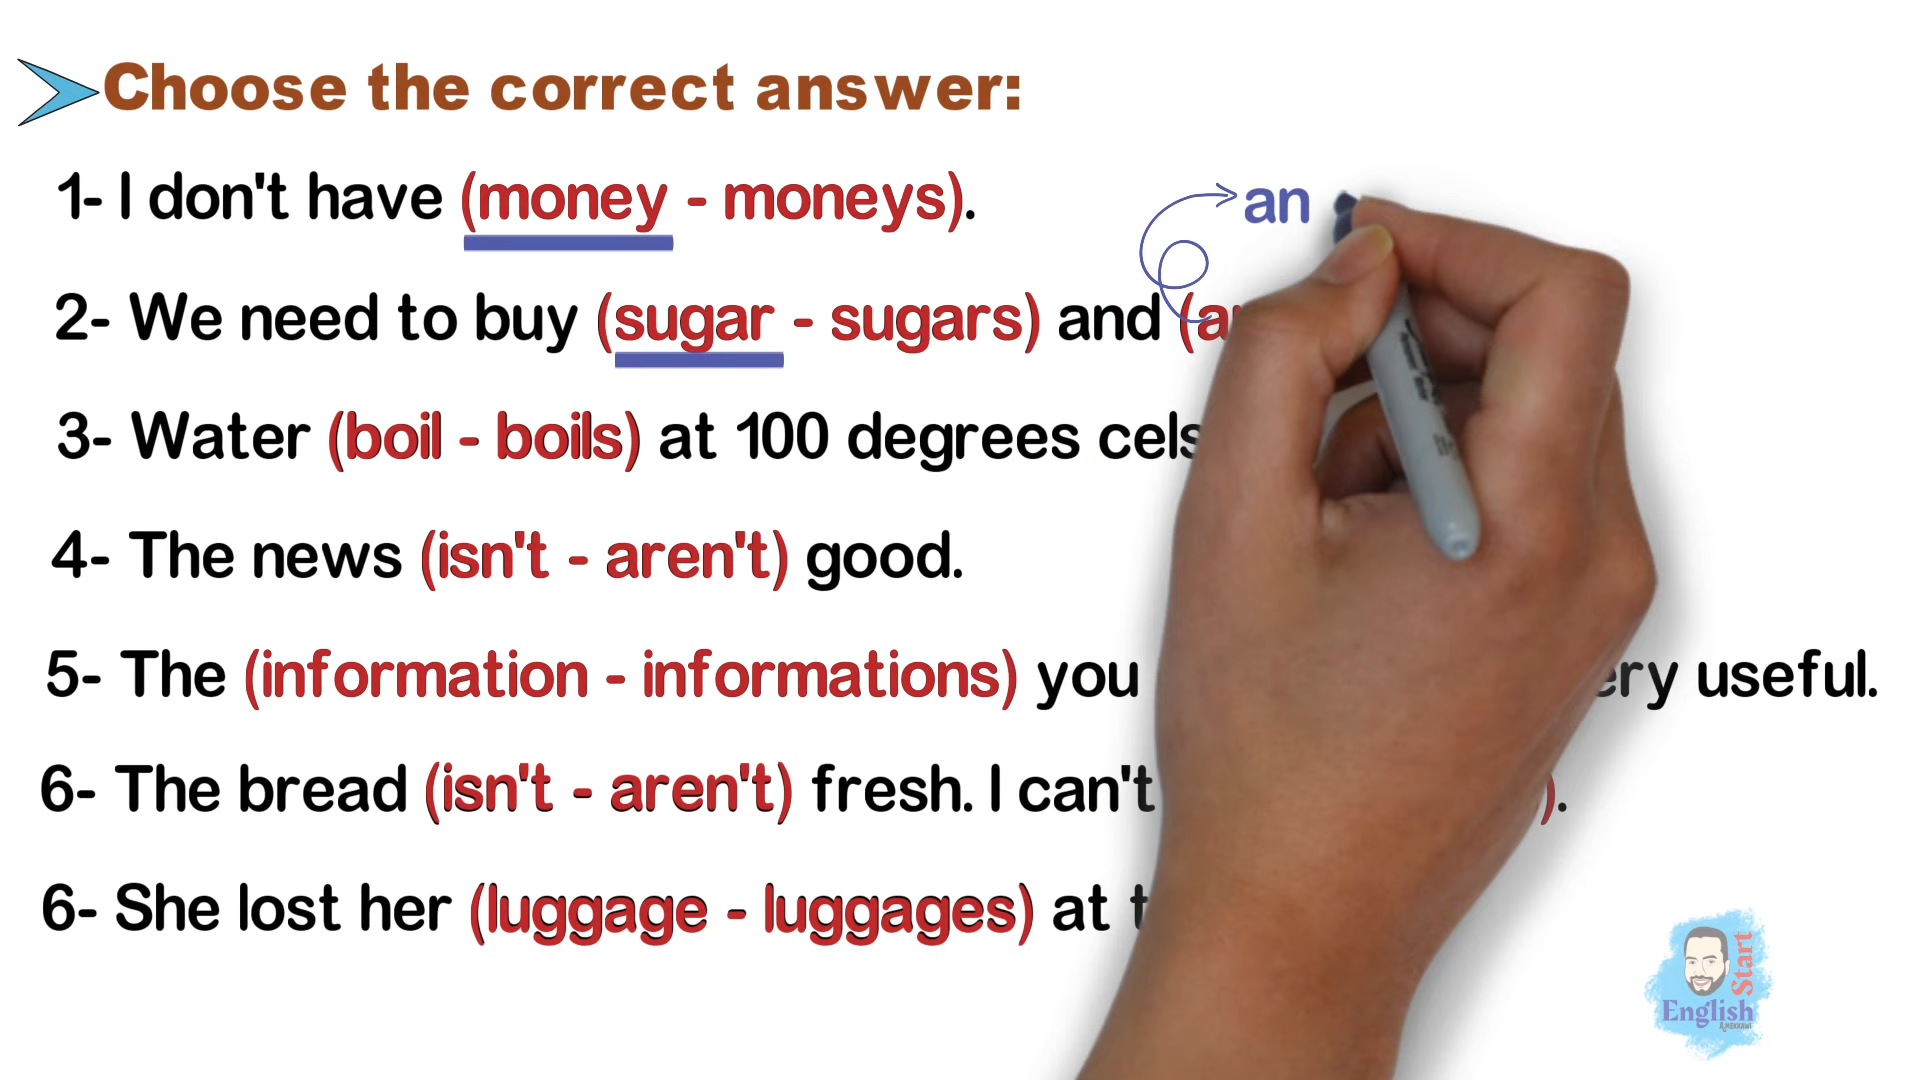 Choose the correct answer:
1- I don't have (money - moneys).
an
2- We need to buy (sugar - sugars) and
3- Water (boil - boils) at 100 degrees
4- The news (isn't - aren't) good.
5- The (information - informations) you useful.
6- The bread (isn't - aren't) fresh. I can't ).
6- She lost her (luggage - luggages) at
Start
English